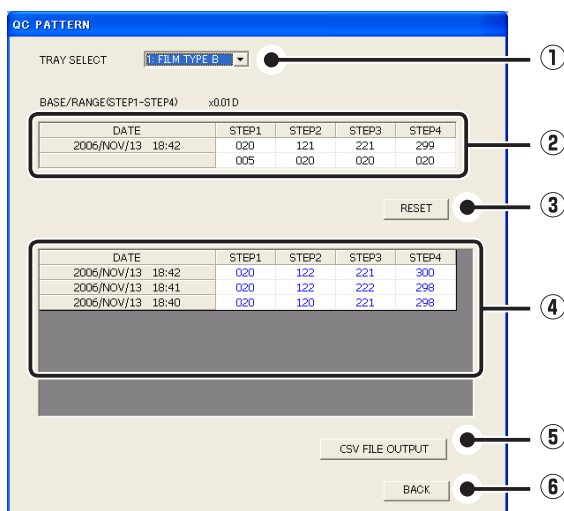 QC PATTERN
TRAY SELECT 1: FILM TYPE B ①
BASE/RANGE(STEP1-STEP4) x0.01D
DATE STEP1 STEP2 STEP3 STEP4
2006/NOV/13 18:42 020 121 221 299
005 020 020 020
②
RESET ③
DATE STEP1 STEP2 STEP3 STEP4
2006/NOV/13 18:42 020 122 221 300
2006/NOV/13 18:41 020 122 222 298
2006/NOV/13 18:40 020 120 221 298
④
CSV FILE OUTPUT ⑤
BACK ⑥